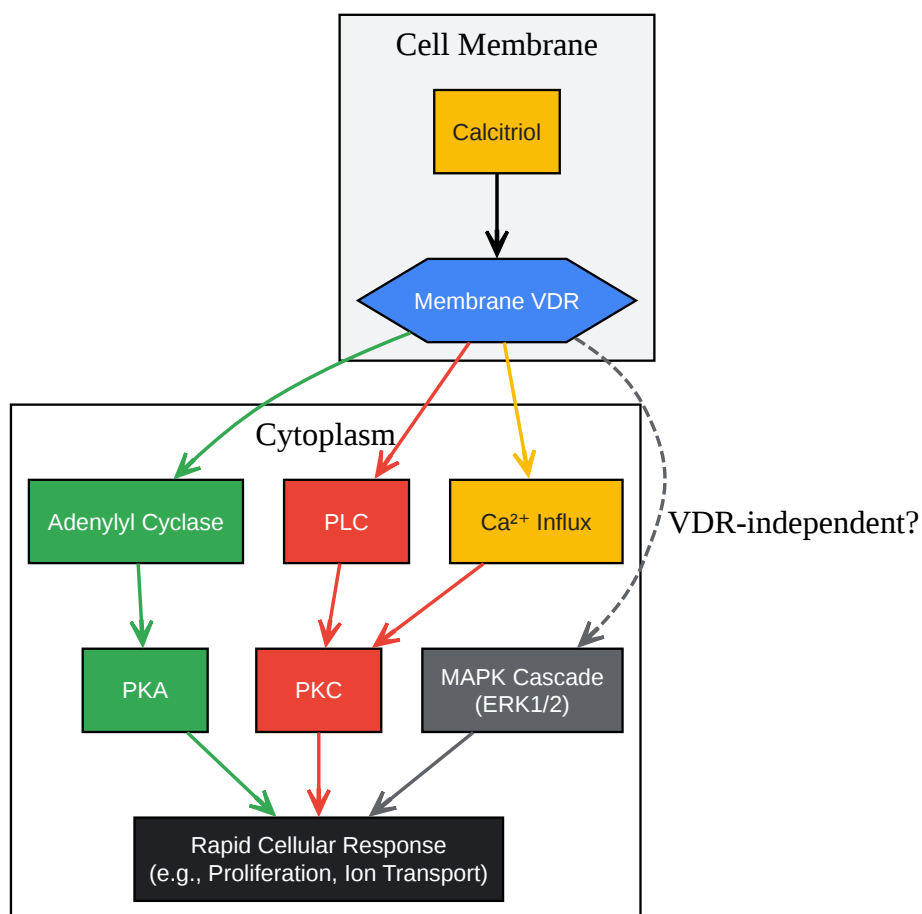 Cell Membrane
Calcitriol
Membrane VDR
Cytoplasm
Adenylyl Cyclase
PLC
Ca²⁺ Influx
VDR-independent?
PKA
PKC
MAPK Cascade
(ERK1/2)
Rapid Cellular Response
(e.g., Proliferation, Ion Transport)